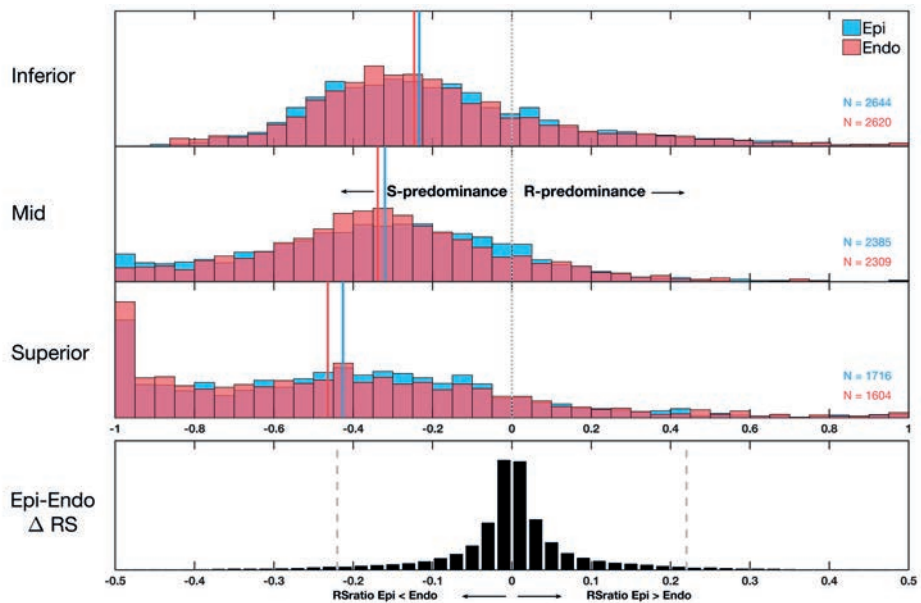 Epi
Endo
Inferior
N = 2644
N = 2620
S-predominance
R-predominance
Mid
N = 2385
N = 2309
Superior
N = 1716
N = 1604
-1 -0.8 -0.6 -0.4 -0.2 0 0.2 0.4 0.6 0.8 1
Epi-Endo
Δ RS
-0.5 -0.4 -0.3 -0.2 -0.1 0 0.1 0.2 0.3 0.4 0.5
RSratio Epi < Endo
RSratio Epi > Endo